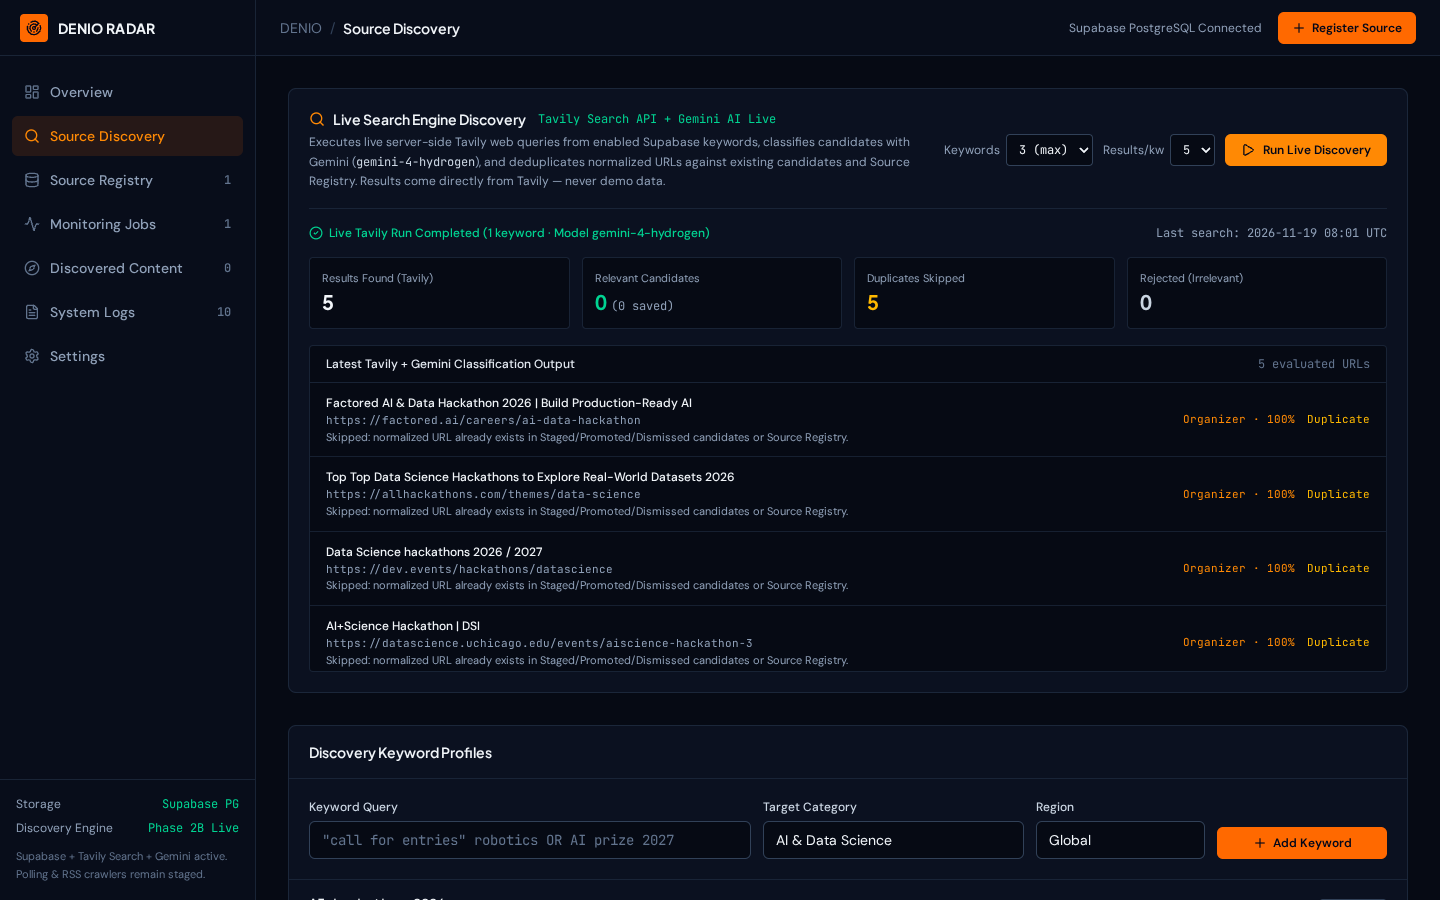 DENIO RADAR
DENIO / Source Discovery
Supabase PostgreSQL Connected
Register Source
Overview
Source Discovery
Source Registry 1
Monitoring Jobs 1
Discovered Content 0
System Logs 10
Settings
Storage Supabase PG
Discovery Engine Phase 2B Live
Supabase + Tavily Search + Gemini active.
Polling & RSS crawlers remain staged.
Live Search Engine Discovery Tavily Search API + Gemini AI Live
Executes live server-side Tavily web queries from enabled Supabase keywords, classifies candidates with
Gemini (gemini-4-hydrogen), and deduplicates normalized URLs against existing candidates and Source
Registry. Results come directly from Tavily — never demo data.
Keywords 3 (max) Results/kw 5 Run Live Discovery
Live Tavily Run Completed (1 keyword · Model gemini-4-hydrogen)
Last search: 2026-11-19 08:01 UTC
Results Found (Tavily)
5
Relevant Candidates
0 (0 saved)
Duplicates Skipped
5
Rejected (Irrelevant)
0
Latest Tavily + Gemini Classification Output 5 evaluated URLs
Factored AI & Data Hackathon 2026 | Build Production-Ready AI
https://factored.ai/careers/ai-data-hackathon
Skipped: normalized URL already exists in Staged/Promoted/Dismissed candidates or Source Registry.
Organizer · 100% Duplicate
Top Top Data Science Hackathons to Explore Real-World Datasets 2026
https://allhackathons.com/themes/data-science
Skipped: normalized URL already exists in Staged/Promoted/Dismissed candidates or Source Registry.
Organizer · 100% Duplicate
Data Science hackathons 2026 / 2027
https://dev.events/hackathons/datascience
Skipped: normalized URL already exists in Staged/Promoted/Dismissed candidates or Source Registry.
Organizer · 100% Duplicate
AI+Science Hackathon | DSI
https://datascience.uchicago.edu/events/aiscience-hackathon-3
Skipped: normalized URL already exists in Staged/Promoted/Dismissed candidates or Source Registry.
Organizer · 100% Duplicate
Discovery Keyword Profiles
Keyword Query
"call for entries" robotics OR AI prize 2027
Target Category
AI & Data Science
Region
Global
Add Keyword